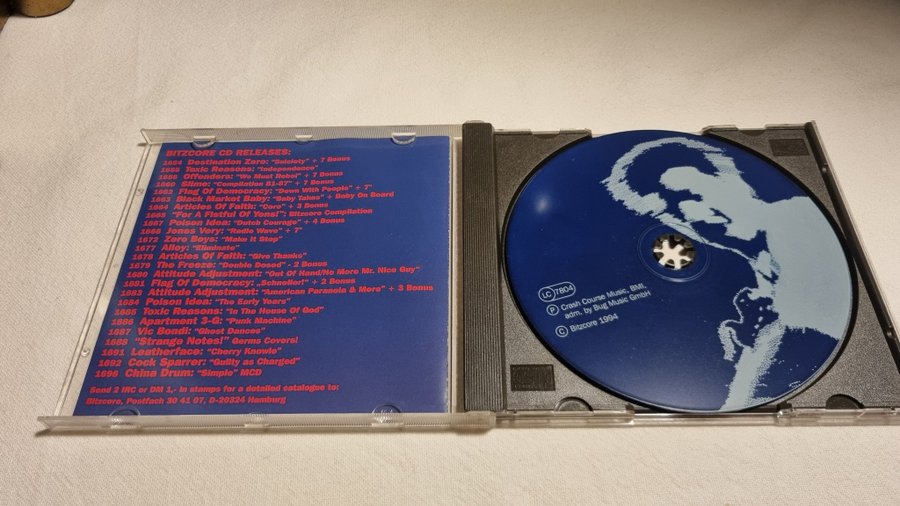 BITZCORE CD RELEASES:
1654 Destination Zero: "Suiciety" + 7 Bonus
1655 Toxic Reasons: "Independence"
1656 Offenders: "We Must Rebel" + 7 Bonus
1660 Slime: "Compilation 81-87" + 7 Bonus
1662 Flag Of Democracy: "Down With People" + 7"
1663 Black Market Baby: "Baby Takes" + Baby On Board
1664 Articles Of Faith: "Core" + 3 Bonus
1665 "For A Fistful Of Yens!": Bitzcore Compilation
1667 Poison Idea: "Dutch Courage" + 4 Bonus
1668 Jones Very: "Radio Wave" + 7"
1672 Zero Boys: "Make It Stop"
1677 Alloy: "Eliminate"
1678 Articles Of Faith: "Give Thanks"
1679 The Freeze: "Double Dosed" - 2 Bonus
1680 Attitude Adjustment: "Out Of Hand/No More Mr. Nice Guy"
1681 Flag Of Democracy: „Schneller!" + 2 Bonus
1683 Attitude Adjustment: "American Paranoia & More" + 3 Bonus
1684 Poison Idea: "The Early Years"
1685 Toxic Reasons: "In The House Of God"
1686 Apartment 3-G: "Punk Machine"
1687 Vic Bondi: "Ghost Dances"
1688 "Strange Notes!" Germs Covers!
1691 Leatherface: "Cherry Knowle"
1692 Cock Sparrer: "Guilty as Charged"
1696 China Drum: "Simple" MCD
Send 2 IRC or DM 1,- in stamps for a detailed catalogue to:
Bitzcore, Postfach 30 41 07, D-20324 Hamburg
LC 7804
℗ Crash Course Music, BMI,
adm. by Bug Music GmbH
© Bitzcore 1994